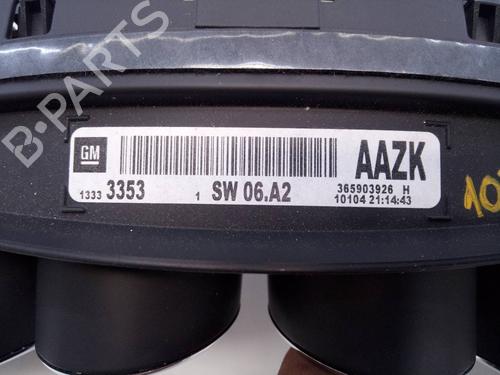 B-PARTS
GM
AAZK
1333 3353 1 SW 06.A2
365903926 H
10104 21:14:43